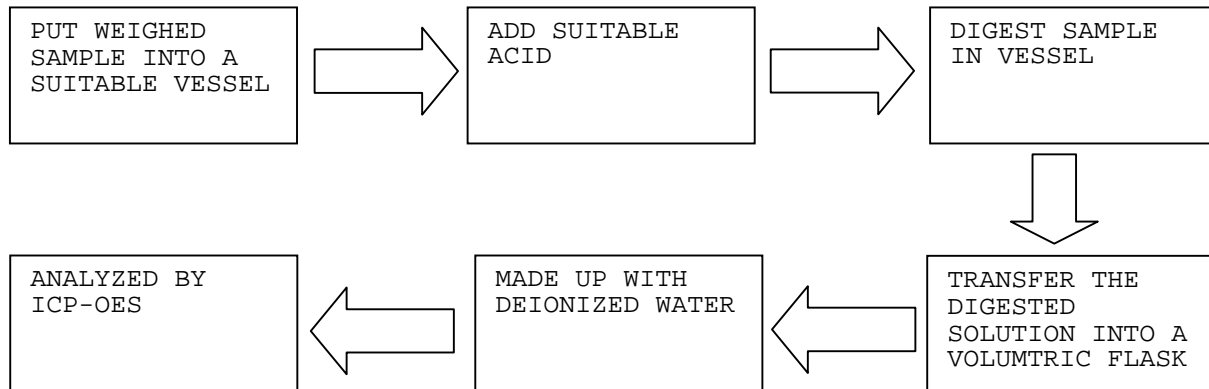 PUT WEIGHED
SAMPLE INTO A
SUITABLE VESSEL
ADD SUITABLE
ACID
DIGEST SAMPLE
IN VESSEL
TRANSFER THE
DIGESTED
SOLUTION INTO A
VOLUMTRIC FLASK
MADE UP WITH
DEIONIZED WATER
ANALYZED BY
ICP-OES